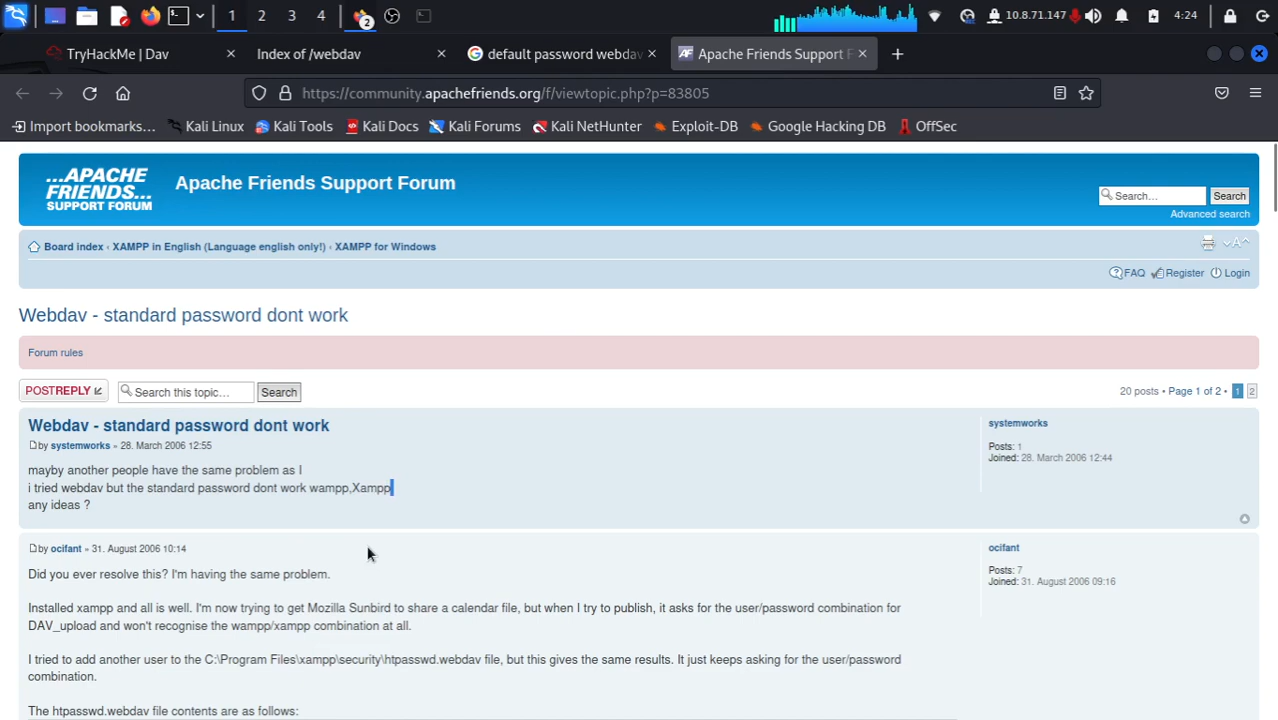 1
2
3
4
2
10.8.71.147
4:24
TryHackMe | Dav
Index of /webdav
default password webdav
Apache Friends Support F
https://community.apachefriends.org/f/viewtopic.php?p=83805
Import bookmarks...
Kali Linux
Kali Tools
Kali Docs
Kali Forums
Kali NetHunter
Exploit-DB
Google Hacking DB
OffSec
...APACHE
FRIENDS...
SUPPORT FORUM
Apache Friends Support Forum
Search...
Search
Advanced search
Board index ‹ XAMPP in English (Language english only!) ‹ XAMPP for Windows
FAQ
Register
Login
Webdav - standard password dont work
Forum rules
POSTREPLY
Search this topic...
Search
20 posts • Page 1 of 2 • 1 2
Webdav - standard password dont work
by systemworks » 28. March 2006 12:55
mayby another people have the same problem as I
i tried webdav but the standard password dont work wampp,Xampp
any ideas ?
systemworks
Posts: 1
Joined: 28. March 2006 12:44
by ocifant » 31. August 2006 10:14
Did you ever resolve this? I'm having the same problem.
Installed xampp and all is well. I'm now trying to get Mozilla Sunbird to share a calendar file, but when I try to publish, it asks for the user/password combination for
DAV_upload and won't recognise the wampp/xampp combination at all.
I tried to add another user to the C:\Program Files\xampp\security\htpasswd.webdav file, but this gives the same results. It just keeps asking for the user/password
combination.
The htpasswd.webdav file contents are as follows:
ocifant
Posts: 7
Joined: 31. August 2006 09:16